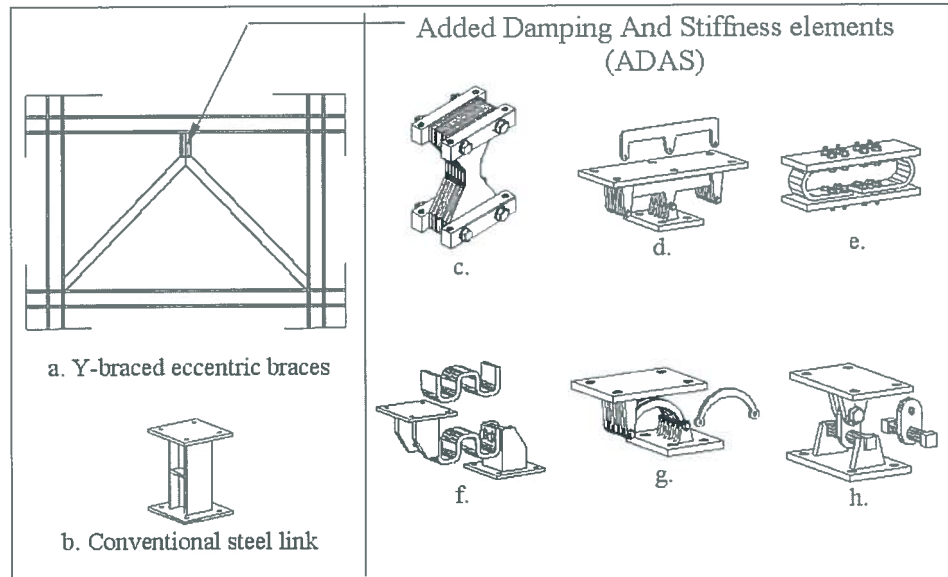 Added Damping And Stiffness elements
(ADAS)
a. Y-braced eccentric braces
b. Conventional steel link
c.
d.
e.
f.
g.
h.